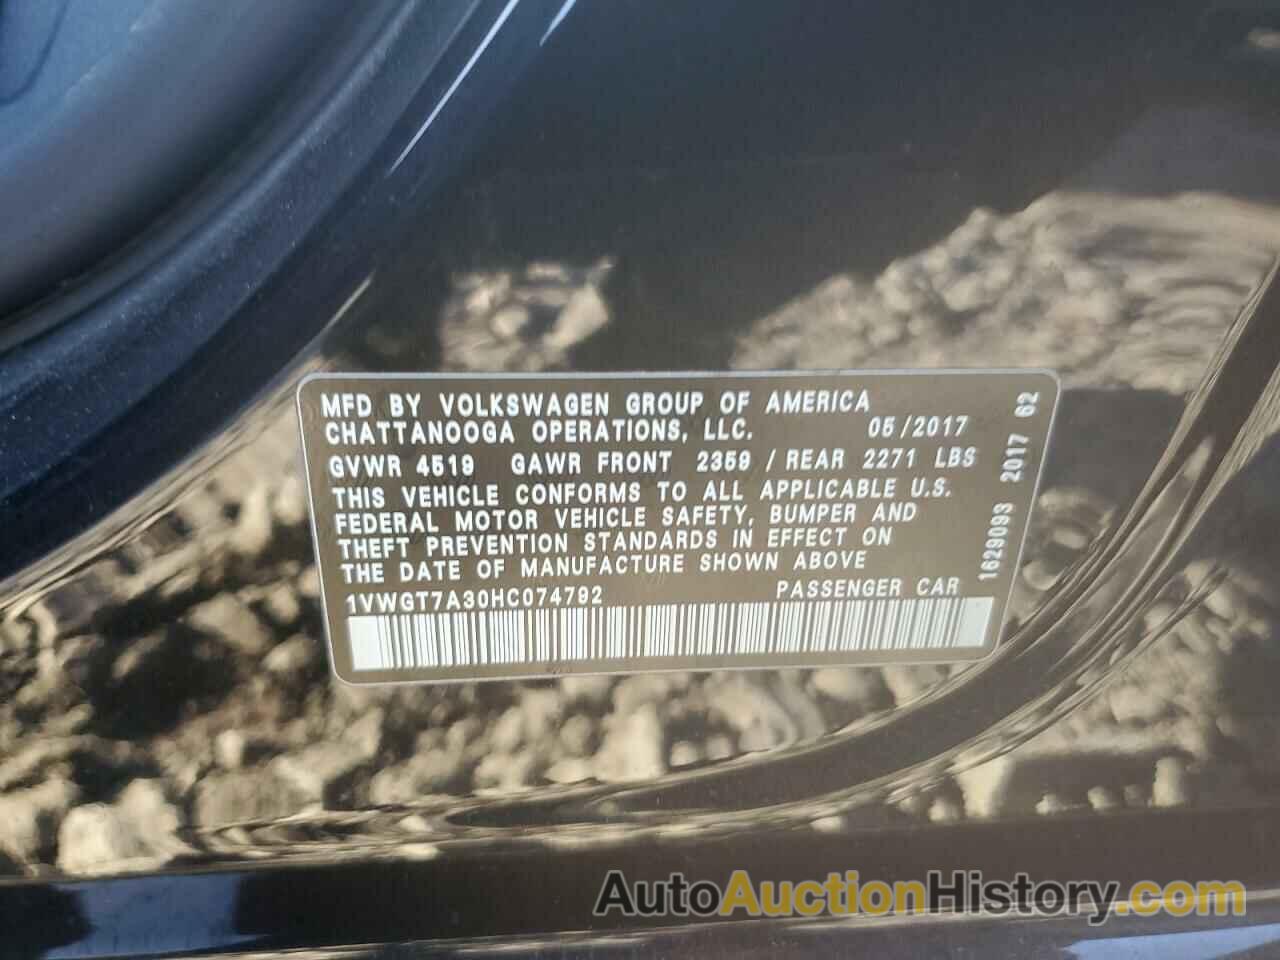 MFD BY VOLKSWAGEN GROUP OF AMERICA
CHATTANOOGA OPERATIONS, LLC. 05/2017
GVWR 4519 GAWR FRONT 2359 / REAR 2271 LBS
THIS VEHICLE CONFORMS TO ALL APPLICABLE U.S.
FEDERAL MOTOR VEHICLE SAFETY, BUMPER AND
THEFT PREVENTION STANDARDS IN EFFECT ON
THE DATE OF MANUFACTURE SHOWN ABOVE
1VWGT7A30HC074792 PASSENGER CAR
1629093 2017 62
AutoAuctionHistory.com